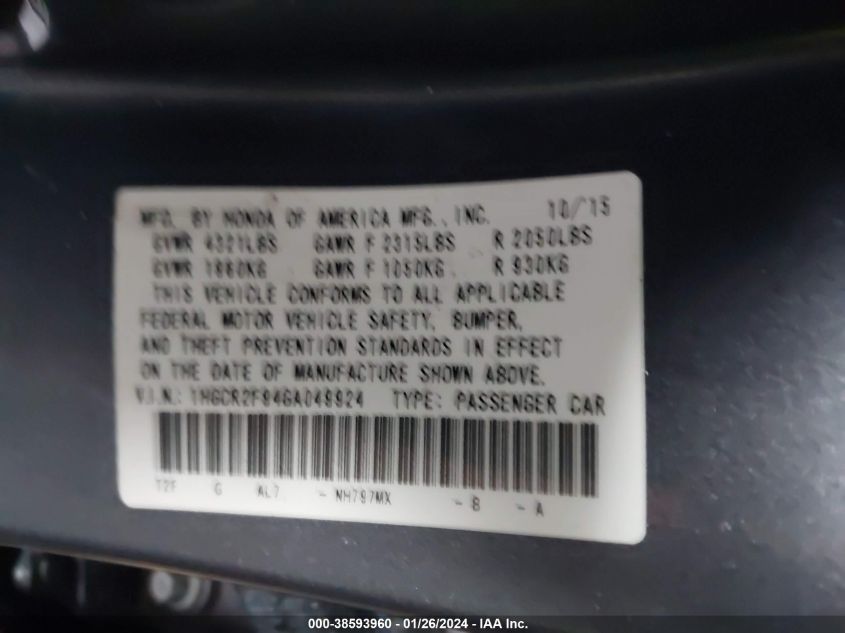 MFD. BY HONDA OF AMERICA MFG., INC. 10/15
GVWR 4321LBS GAWR F 2315LBS R 2050LBS
GVWR 1960KG GAWR F 1050KG R 930KG
THIS VEHICLE CONFORMS TO ALL APPLICABLE
FEDERAL MOTOR VEHICLE SAFETY, BUMPER,
AND THEFT PREVENTION STANDARDS IN EFFECT
ON THE DATE OF MANUFACTURE SHOWN ABOVE.
V.I.N.: 1HGCR2F94GA049924 TYPE: PASSENGER CAR
T2F G AL7 - NH797MX - B - A
000-38593960 - 01/26/2024 - IAA Inc.